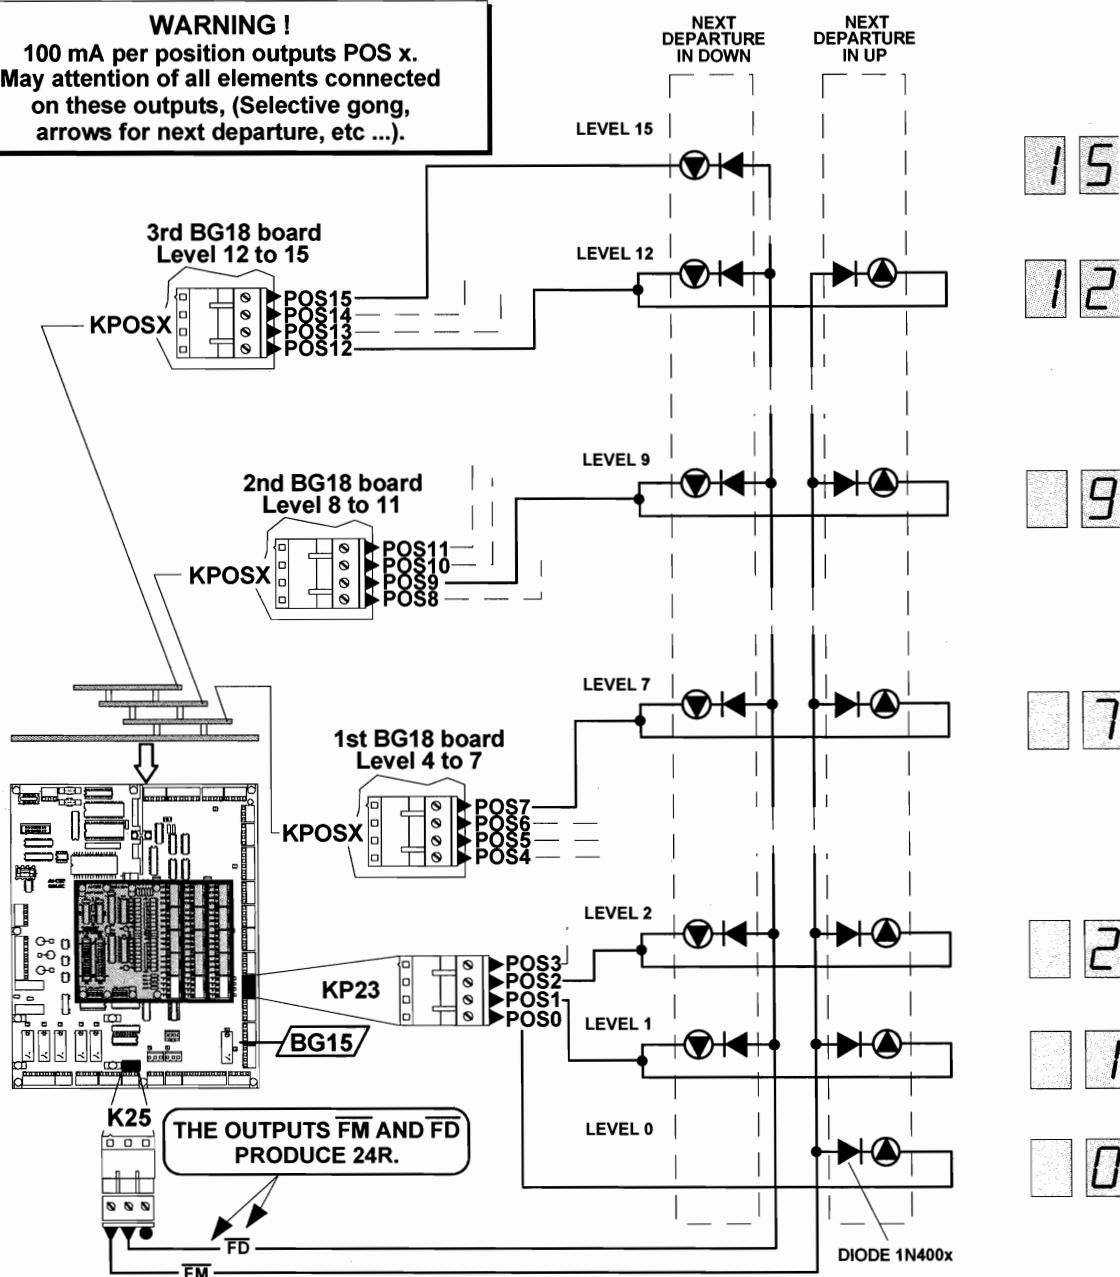 WARNING !
100 mA per position outputs POS x.
May attention of all elements connected
on these outputs, (Selective gong,
arrows for next departure, etc ...).
NEXT
DEPARTURE
IN DOWN
NEXT
DEPARTURE
IN UP
LEVEL 15
15
3rd BG18 board
Level 12 to 15
LEVEL 12
12
KPOSX
POS15
POS14
POS13
POS12
LEVEL 9
9
2nd BG18 board
Level 8 to 11
KPOSX
POS11
POS10
POS9
POS8
LEVEL 7
7
1st BG18 board
Level 4 to 7
KPOSX
POS7
POS6
POS5
POS4
LEVEL 2
2
KP23
POS3
POS2
POS1
POS0
LEVEL 1
1
BG15
K25
THE OUTPUTS F̅M̅ AND F̅D̅
PRODUCE 24R.
LEVEL 0
0
F̅D̅
F̅M̅
DIODE 1N400x